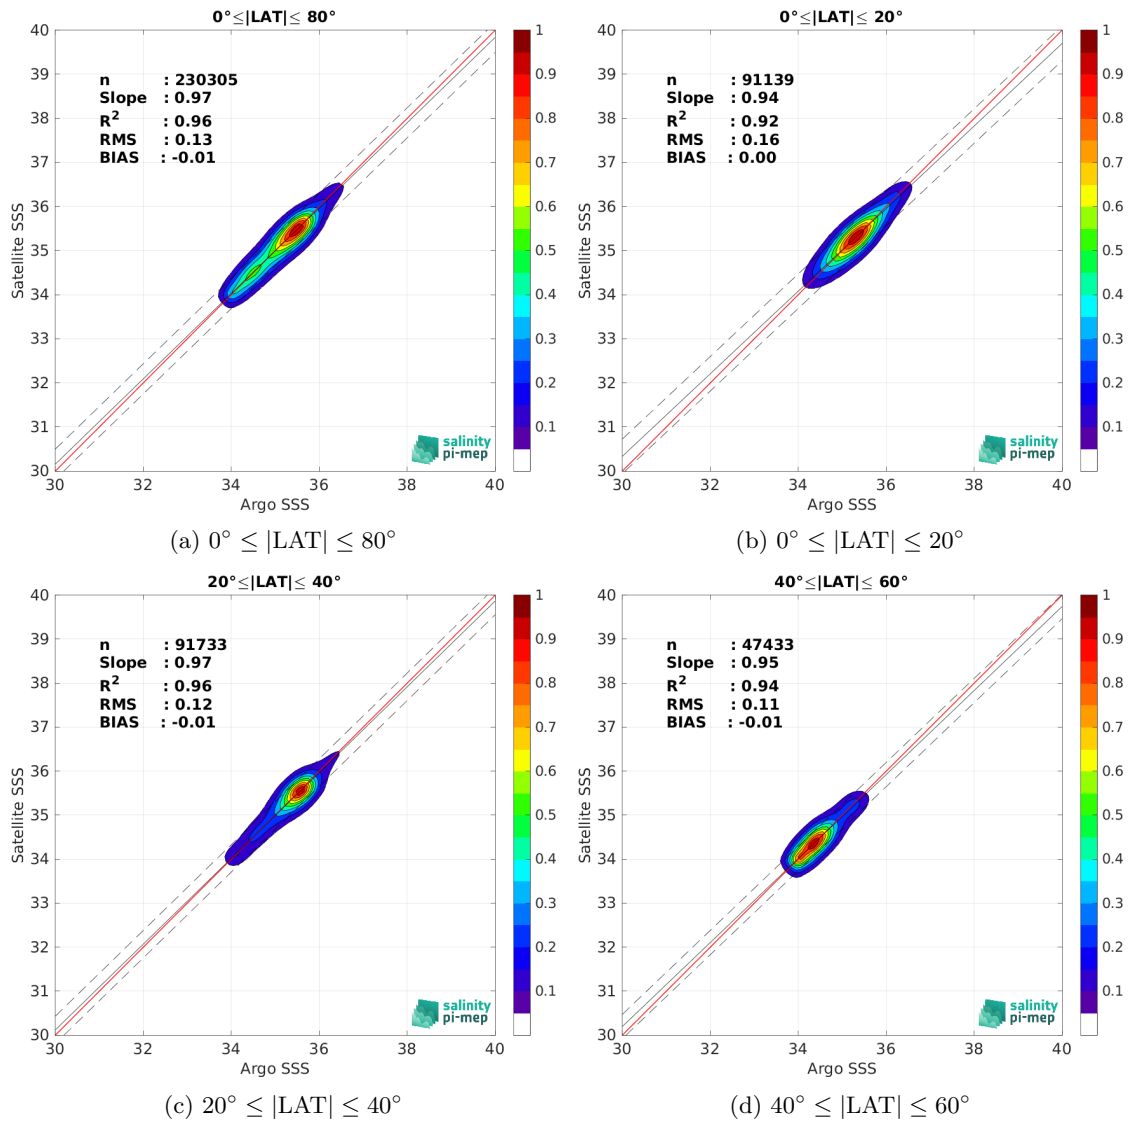 0°≤|LAT|≤ 80°
n : 230305
Slope : 0.97
R² : 0.96
RMS : 0.13
BIAS : -0.01
40
39
38
37
36
35
34
33
32
31
30
Satellite SSS
30 32 34 36 38 40
Argo SSS
1
0.9
0.8
0.7
0.6
0.5
0.4
0.3
0.2
0.1
salinity
pi-mep
(a) 0° ≤ |LAT| ≤ 80°
0°≤|LAT|≤ 20°
n : 91139
Slope : 0.94
R² : 0.92
RMS : 0.16
BIAS : 0.00
40
39
38
37
36
35
34
33
32
31
30
Satellite SSS
30 32 34 36 38 40
Argo SSS
1
0.9
0.8
0.7
0.6
0.5
0.4
0.3
0.2
0.1
salinity
pi-mep
(b) 0° ≤ |LAT| ≤ 20°
20°≤|LAT|≤ 40°
n : 91733
Slope : 0.97
R² : 0.96
RMS : 0.12
BIAS : -0.01
40
39
38
37
36
35
34
33
32
31
30
Satellite SSS
30 32 34 36 38 40
Argo SSS
1
0.9
0.8
0.7
0.6
0.5
0.4
0.3
0.2
0.1
salinity
pi-mep
(c) 20° ≤ |LAT| ≤ 40°
40°≤|LAT|≤ 60°
n : 47433
Slope : 0.95
R² : 0.94
RMS : 0.11
BIAS : -0.01
40
39
38
37
36
35
34
33
32
31
30
Satellite SSS
30 32 34 36 38 40
Argo SSS
1
0.9
0.8
0.7
0.6
0.5
0.4
0.3
0.2
0.1
salinity
pi-mep
(d) 40° ≤ |LAT| ≤ 60°